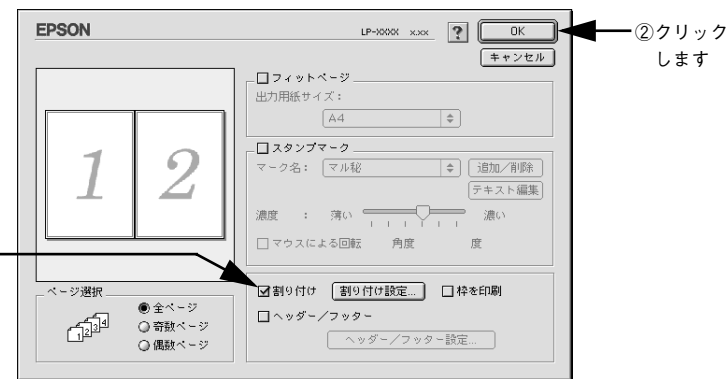 EPSON
LP-XXXX x.xx
?
OK
②クリック
します
キャンセル
1 2
□フィットページ
出力用紙サイズ：
A4
□スタンプマーク
マーク名： マル秘 追加/削除
テキスト編集
濃度 ： 薄い 濃い
□マウスによる回転 角度 度
ページ選択
1 2 3 4
全ページ
奇数ページ
偶数ページ
☑割り付け 割り付け設定... □枠を印刷
□ヘッダー/フッター
ヘッダー/フッター設定...